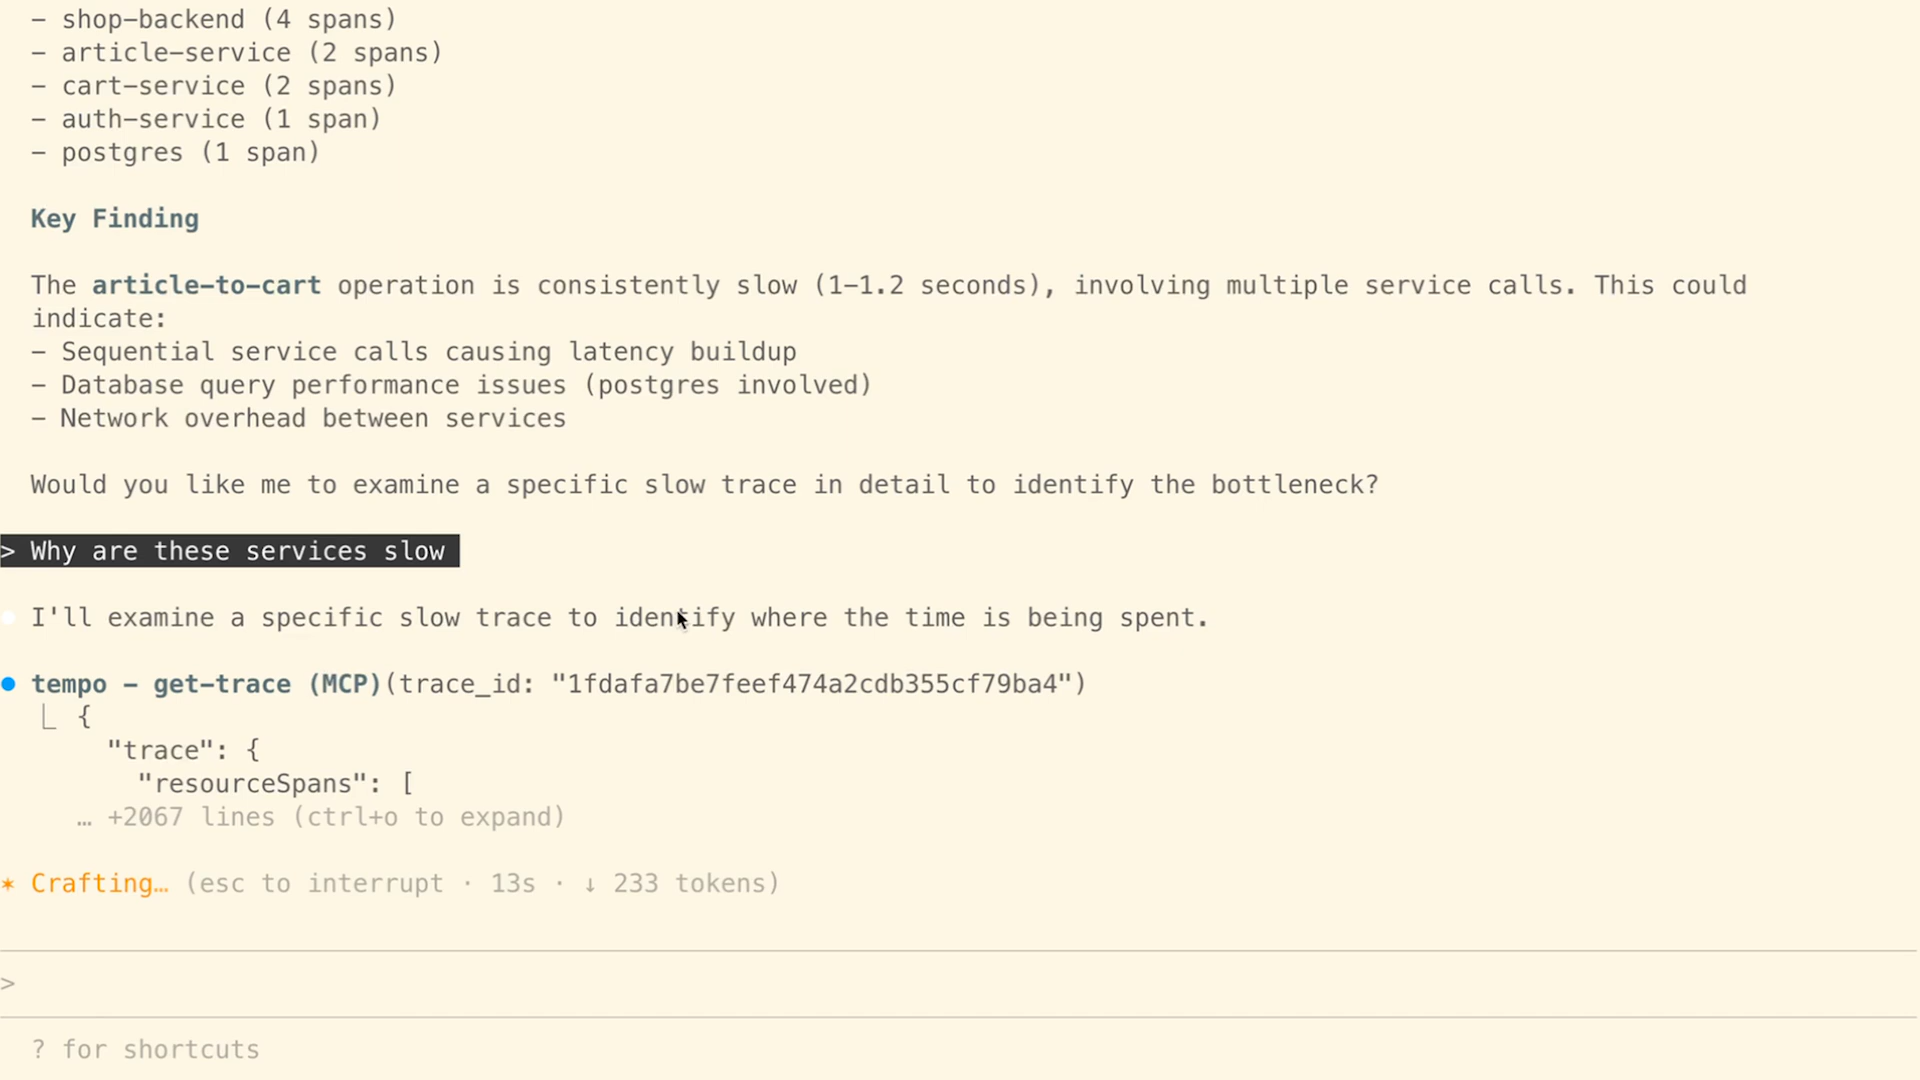 – shop-backend (4 spans)
– article-service (2 spans)
– cart-service (2 spans)
– auth-service (1 span)
– postgres (1 span)
Key Finding
The article-to-cart operation is consistently slow (1-1.2 seconds), involving multiple service calls. This could
indicate:
– Sequential service calls causing latency buildup
– Database query performance issues (postgres involved)
– Network overhead between services
Would you like me to examine a specific slow trace in detail to identify the bottleneck?
> Why are these services slow
● I'll examine a specific slow trace to identify where the time is being spent.
● tempo – get-trace (MCP)(trace_id: "1fdafa7be7feef474a2cdb355cf79ba4")
⎿ {
"trace": {
"resourceSpans": [
… +2067 lines (ctrl+o to expand)
✶ Crafting… (esc to interrupt · 13s · ↓ 233 tokens)
>
? for shortcuts